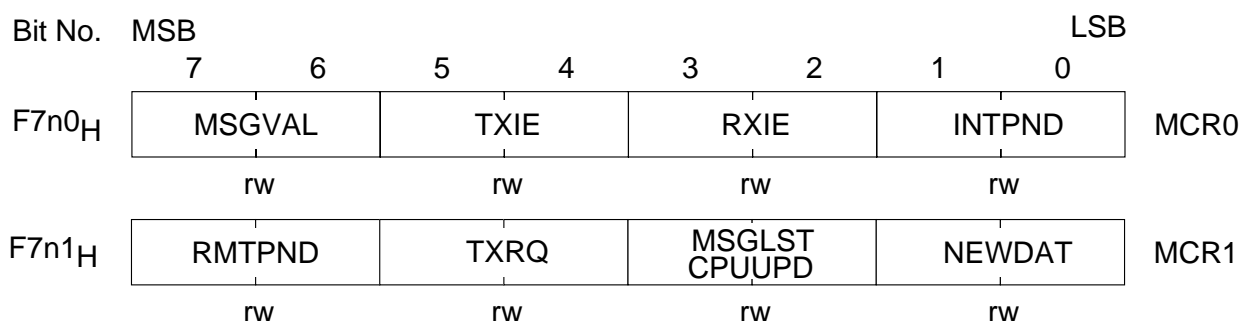 Bit No. MSB LSB
7 6 5 4 3 2 1 0
F7n0H MSGVAL TXIE RXIE INTPND MCR0
rw rw rw rw
F7n1H RMTPND TXRQ MSGLST CPUUPD NEWDAT MCR1
rw rw rw rw